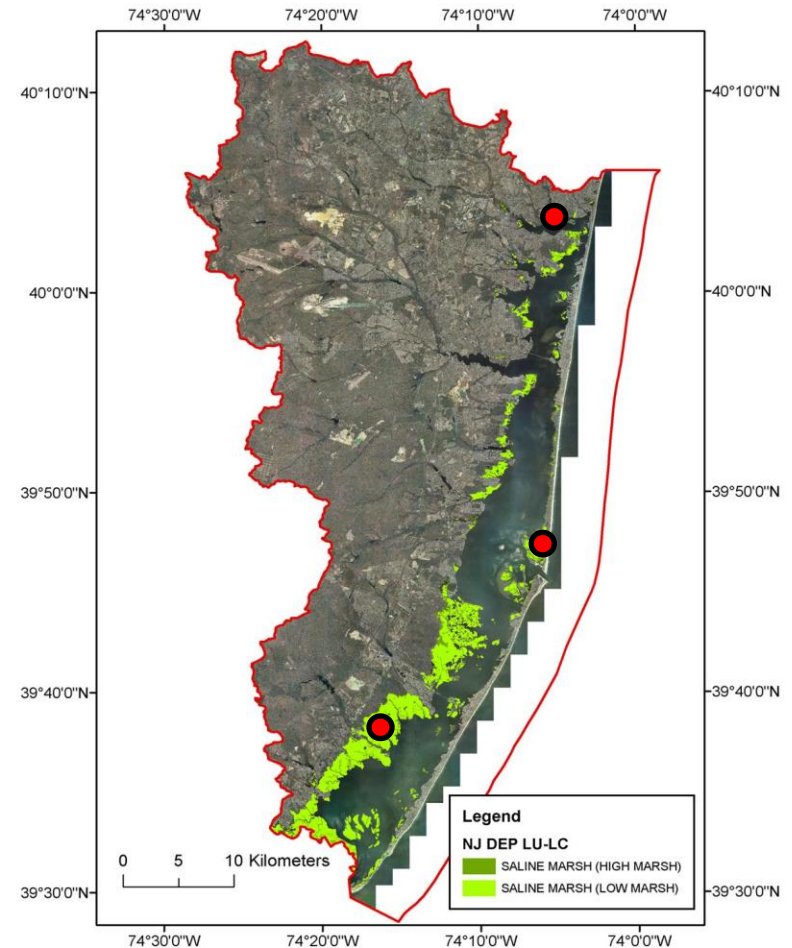 74°30'0"W 74°20'0"W 74°10'0"W 74°0'0"W
40°10'0"N 40°10'0"N
40°0'0"N 40°0'0"N
39°50'0"N 39°50'0"N
39°40'0"N 39°40'0"N
Legend
NJ DEP LU-LC
0 5 10 Kilometers
SALINE MARSH (HIGH MARSH)
SALINE MARSH (LOW MARSH)
39°30'0"N 39°30'0"N
74°30'0"W 74°20'0"W 74°10'0"W 74°0'0"W